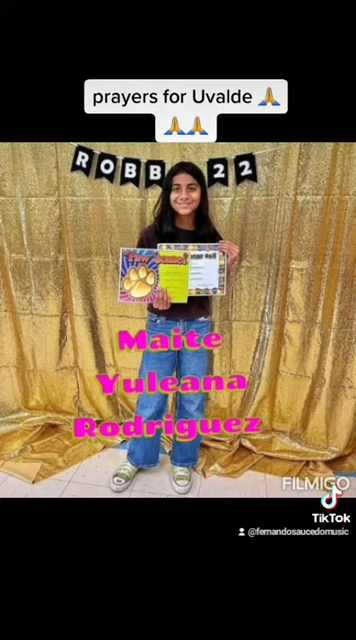 prayers for Uvalde 🙏
🙏🙏
ROBB 22
Maite
Yuleana
Rodriguez
FILMIGO
TikTok
@fernandosaucedomusic